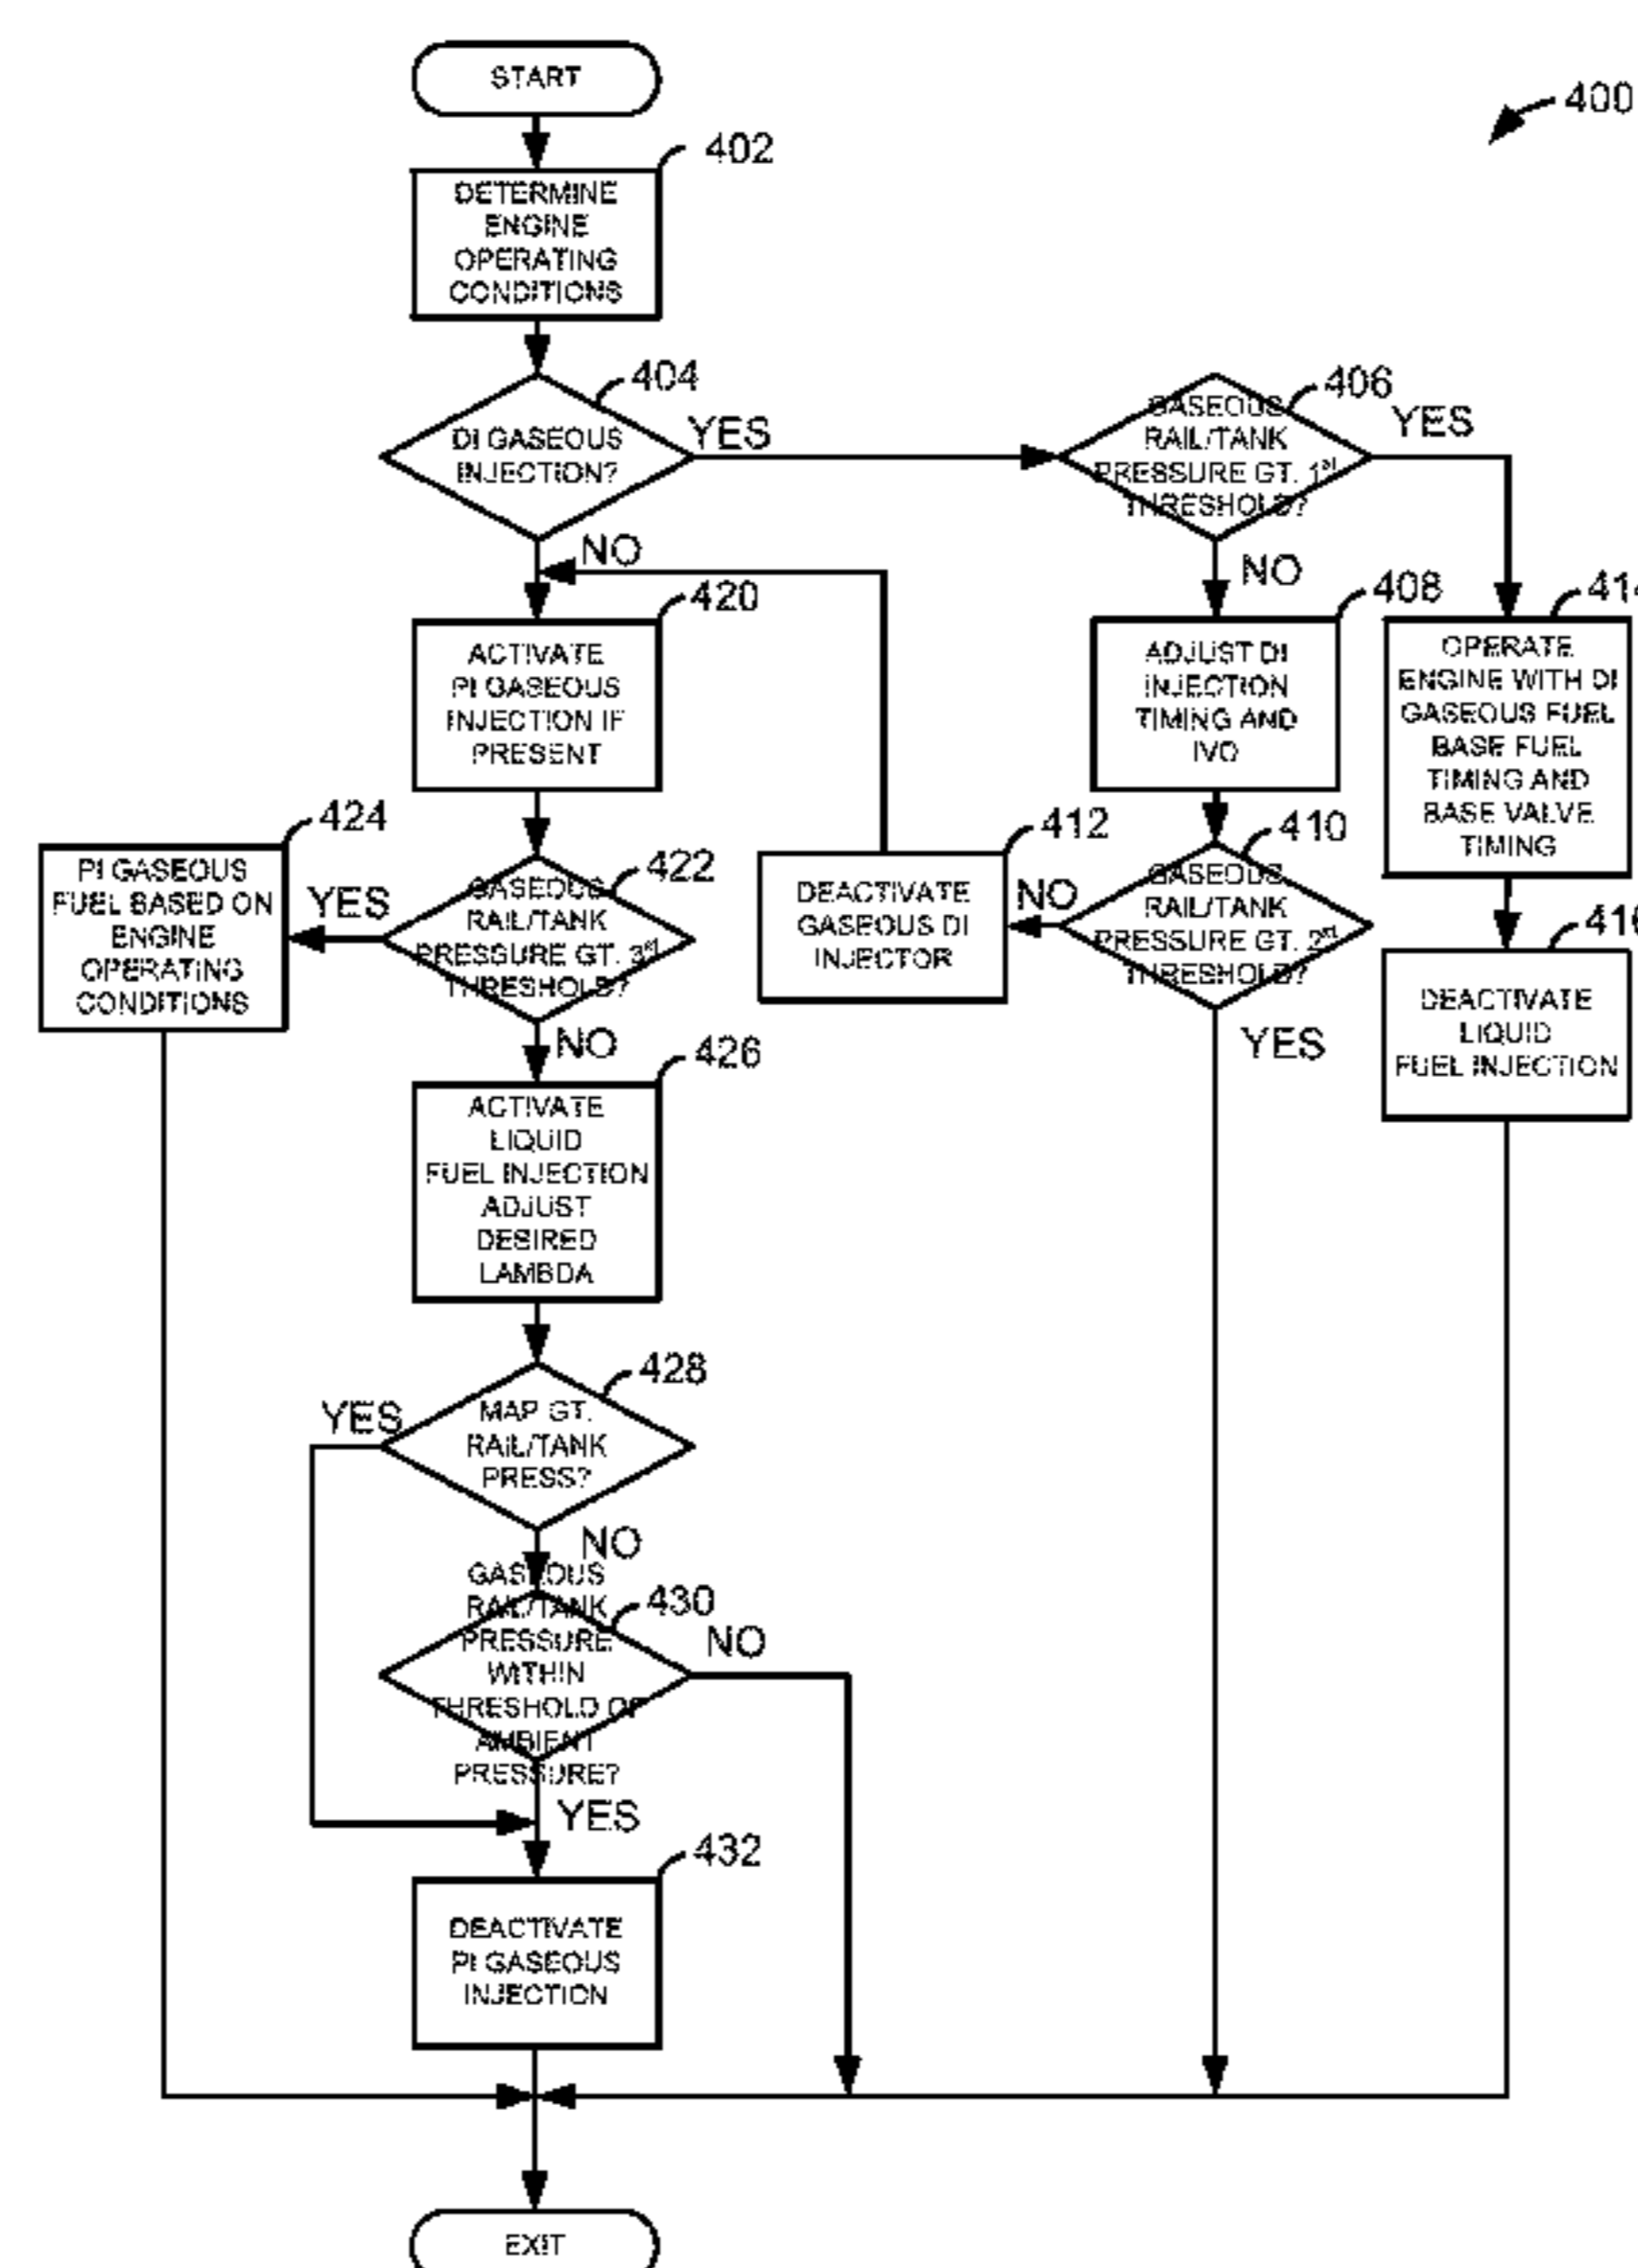 START
400
402
DETERMINE
ENGINE
OPERATING
CONDITIONS
404
DI GASEOUS
INJECTION?
YES
NO
406
GASEOUS
RAIL/TANK
PRESSURE GT. 1st
THRESHOLD?
YES
NO
420
ACTIVATE
PI GASEOUS
INJECTION IF
PRESENT
408
ADJUST DI
INJECTION
TIMING AND
IVO
414
OPERATE
ENGINE WITH DI
GASEOUS FUEL
BASE FUEL
TIMING AND
BASE VALVE
TIMING
424
PI GASEOUS
FUEL BASED ON
ENGINE
OPERATING
CONDITIONS
YES
422
GASEOUS
RAIL/TANK
PRESSURE GT. 3rd
THRESHOLD?
NO
412
DEACTIVATE
GASEOUS DI
INJECTOR
NO
410
GASEOUS
RAIL/TANK
PRESSURE GT. 2st
THRESHOLD?
YES
416
DEACTIVATE
LIQUID
FUEL INJECTION
426
ACTIVATE
LIQUID
FUEL INJECTION
ADJUST
DESIRED
LAMBDA
428
MAP GT.
RAIL/TANK
PRESS?
YES
NO
430
GASEOUS
RAIL/TANK
PRESSURE
WITHIN
THRESHOLD OF
AMBIENT
PRESSURE?
NO
YES
432
DEACTIVATE
PI GASEOUS
INJECTION
EXIT